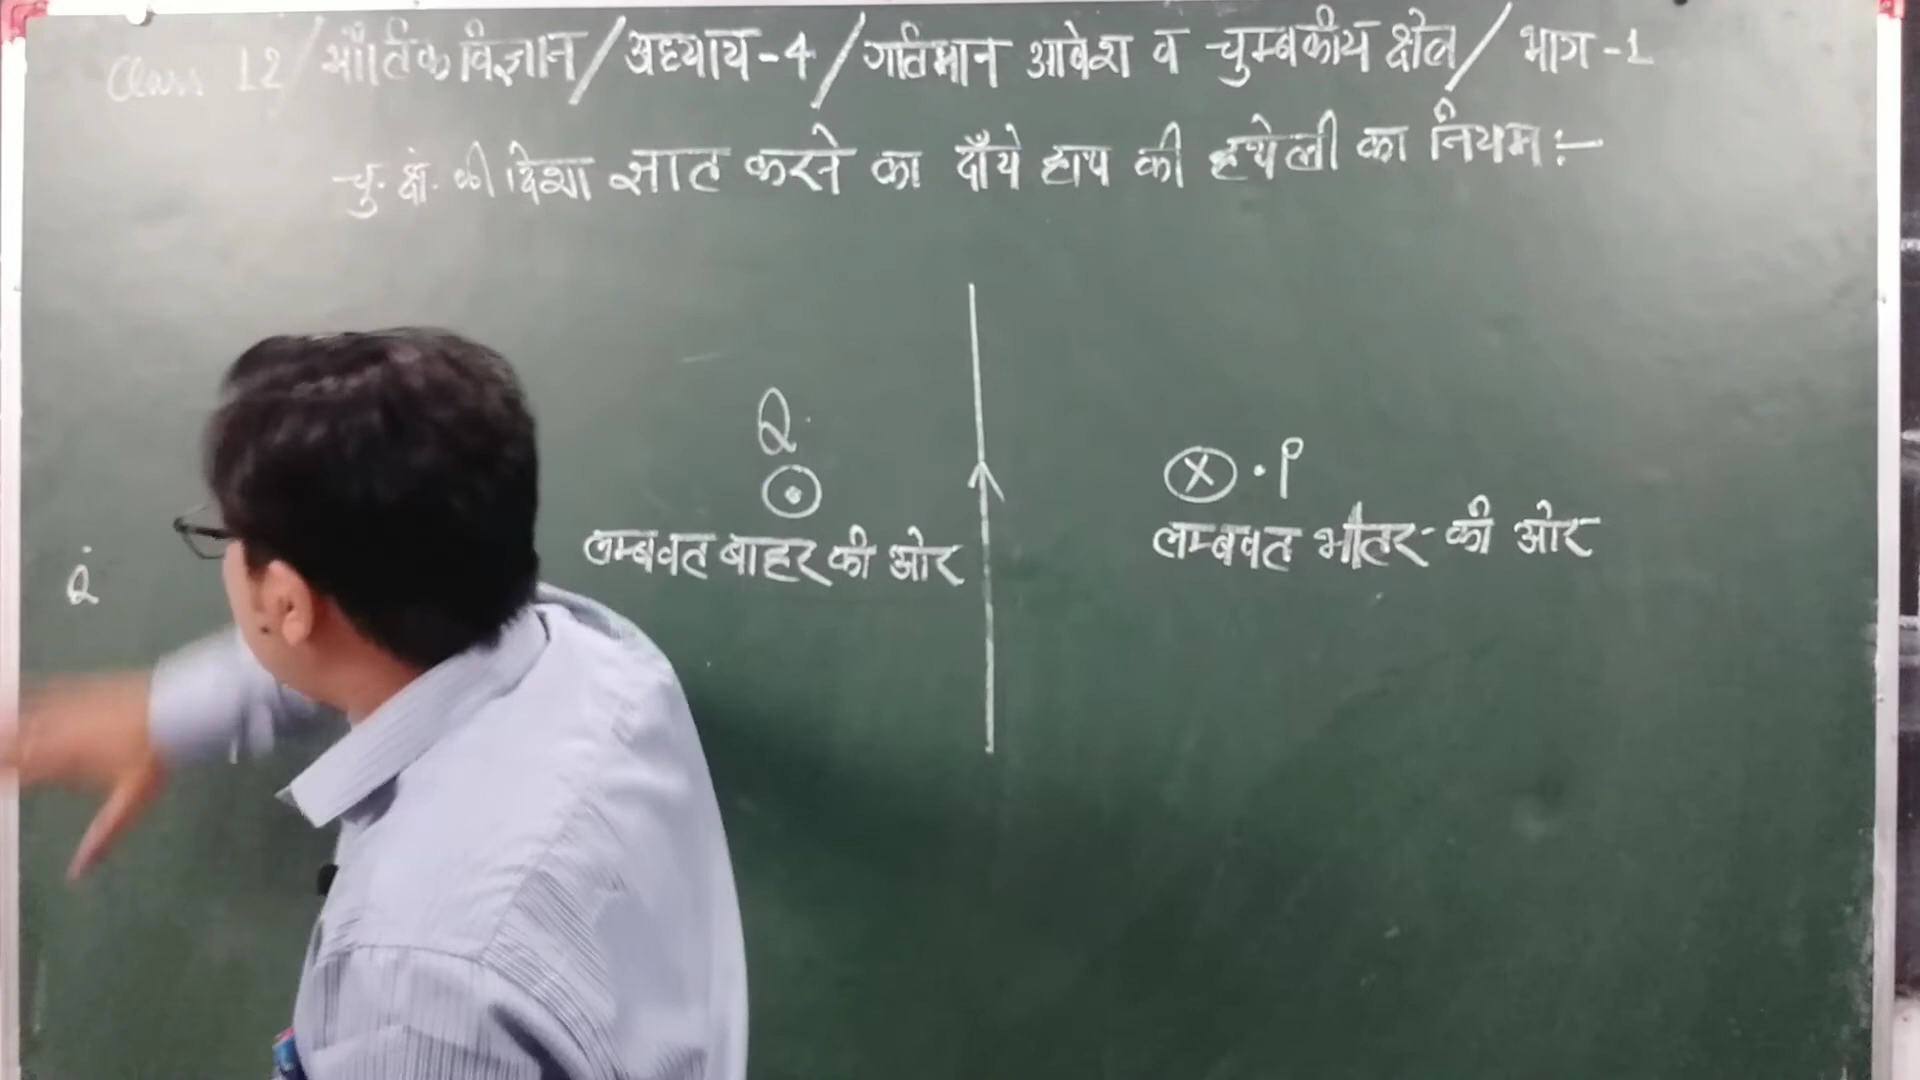 Class 12/भौतिक विज्ञान/अध्याय-4/गतिमान आवेश व चुम्बकीय क्षेत्र/भाग-1
चु. क्षे. की दिशा ज्ञात करने का दाँये हाथ की हथेली का नियम :-
Q
⊙
लम्बवत बाहर की ओर
⊗ . P
लम्बवत भीतर की ओर
Q